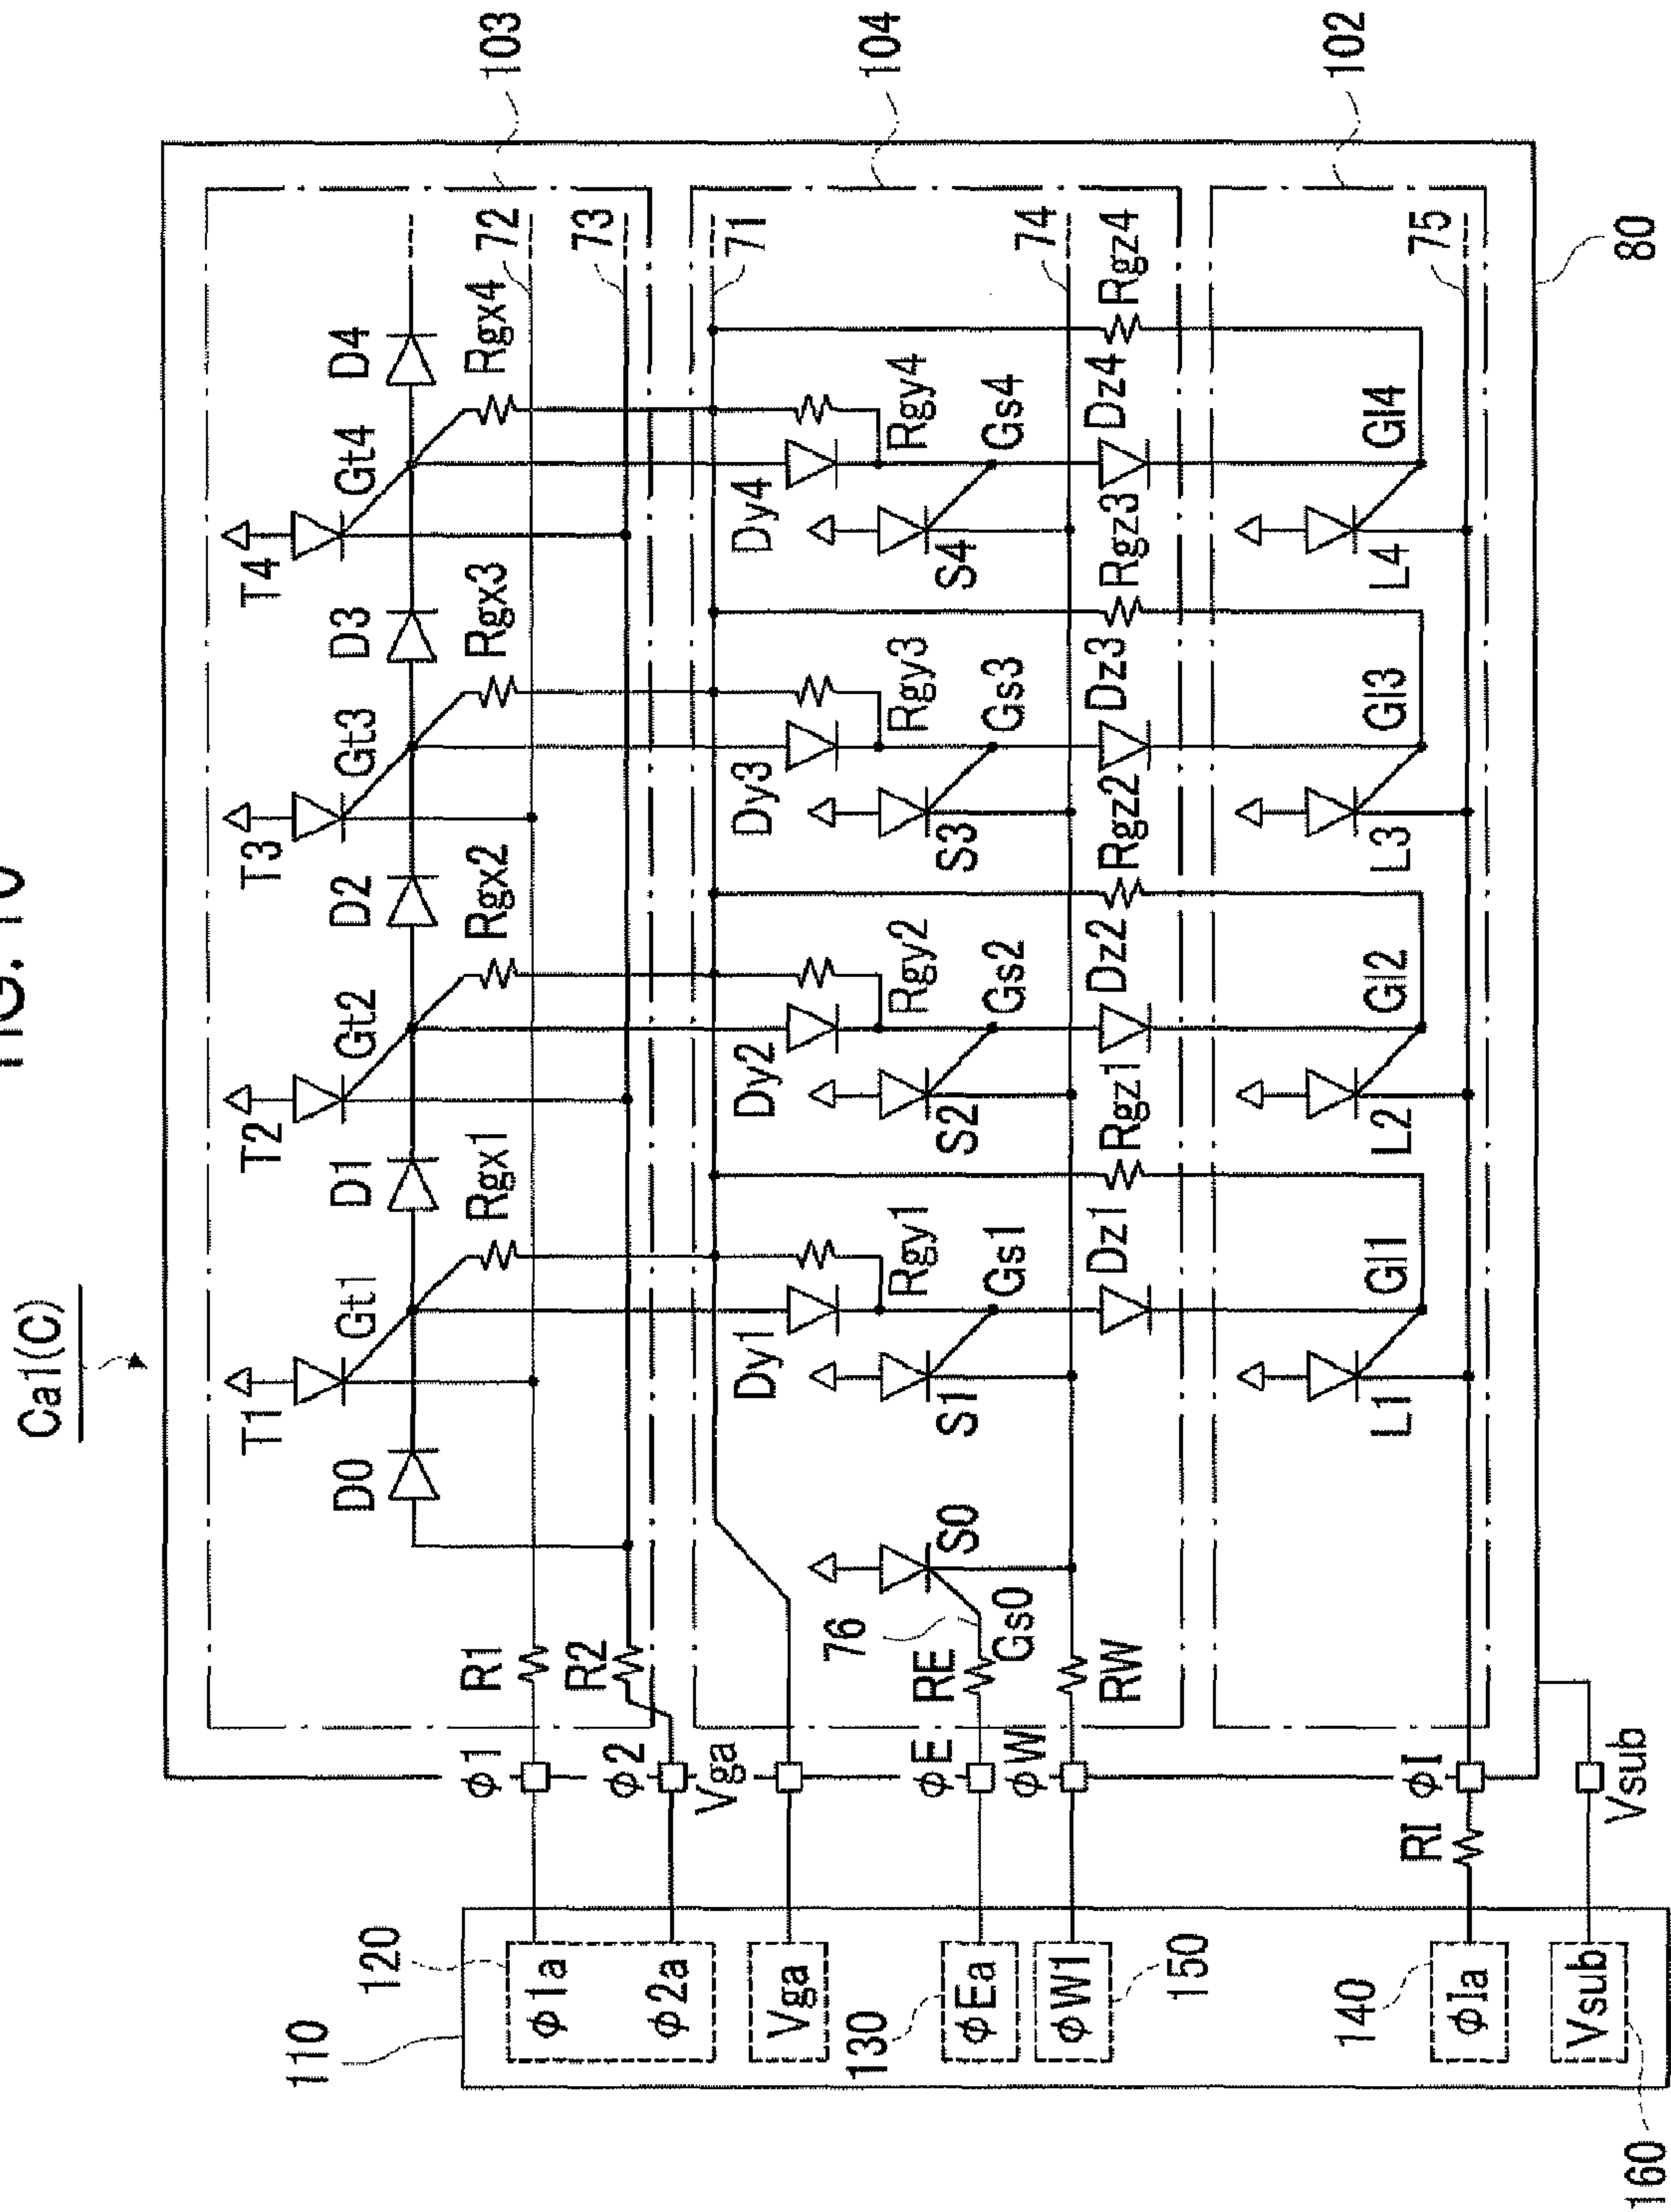 FIG. 10
Ca1(C)
103
104
102
80
T1
T2
T3
T4
Gt1
Gt2
Gt3
Gt4
D0
D1
D2
D3
D4
Rgx1
Rgx2
Rgx3
Rgx4
72
73
71
74
75
R1
R2
φ1
φ2
Vga
Dy1
Dy2
Dy3
Dy4
Rgy1
Rgy2
Rgy3
Rgy4
S0
S1
S2
S3
S4
76
Gs0
Gs1
Gs2
Gs3
Gs4
RE
RW
φE
φW
Dz1
Dz2
Dz3
Dz4
Rgz1
Rgz2
Rgz3
Rgz4
Gl1
Gl2
Gl3
Gl4
L1
L2
L3
L4
φI
RI
Vsub
110
120
φ1a
φ2a
Vga
130
φEa
φW1
150
140
φIa
Vsub
160